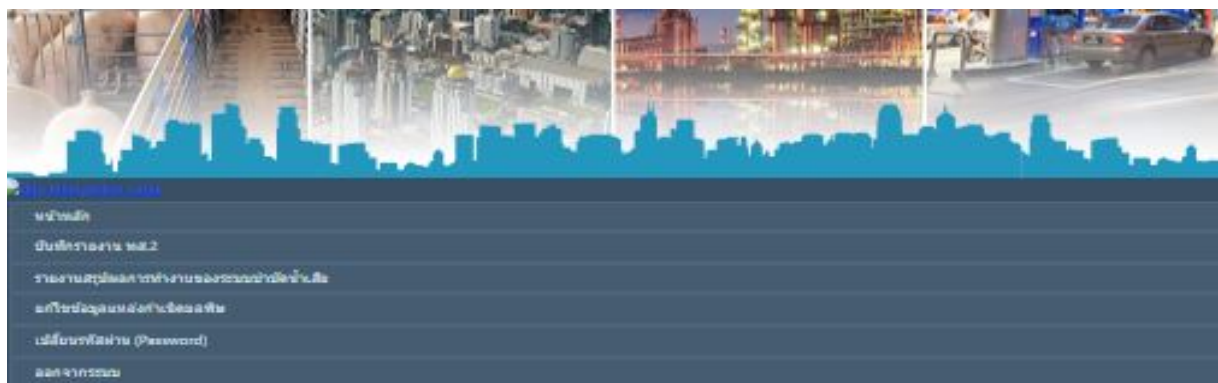 หน้าหลัก
บันทึกรายงาน ทส.2
รายงานสรุปผลการทำงานของระบบบำบัดน้ำเสีย
แก้ไขข้อมูลแหล่งกำเนิดมลพิษ
เปลี่ยนรหัสผ่าน (Password)
ออกจากระบบ